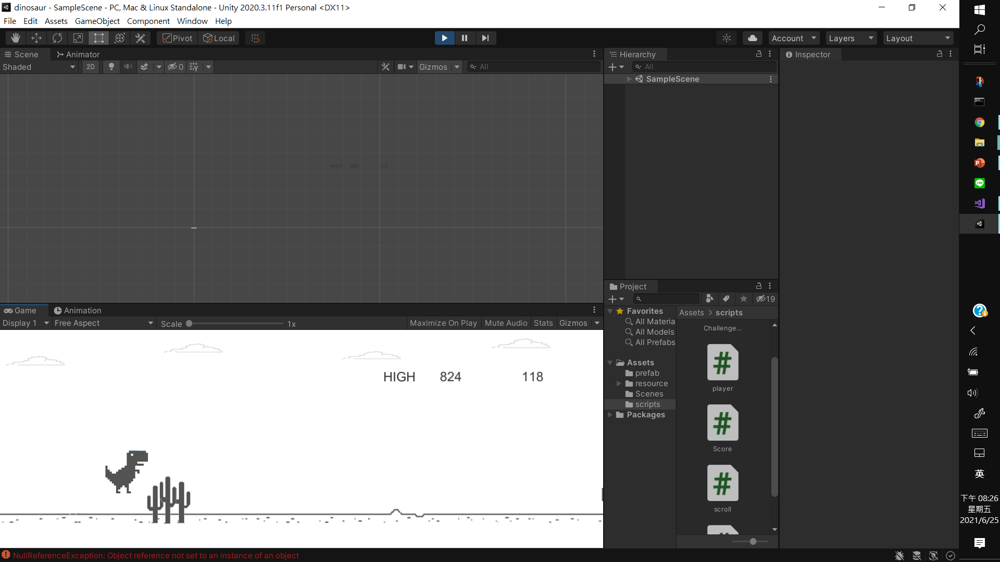 dinosaur - SampleScene - PC, Mac & Linux Standalone - Unity 2020.3.11f1 Personal <DX11>
File Edit Assets GameObject Component Window Help
Pivot Local Account Layers Layout
Scene Animator
Shaded 2D 0 Gizmos All
HIGH 824 118
Hierarchy
All
SampleScene
Inspector
Game Animation
Display 1 Free Aspect Scale 1x Maximize On Play Mute Audio Stats Gizmos
HIGH 824 118
Project
19
Favorites
All Materia
All Models
All Prefabs
Assets
prefab
resource
Scenes
scripts
Packages
Assets > scripts
Challenge...
player
Score
scroll
NullReferenceException: Object reference not set to an instance of an object
英
下午 08:26
星期五
2021/6/25